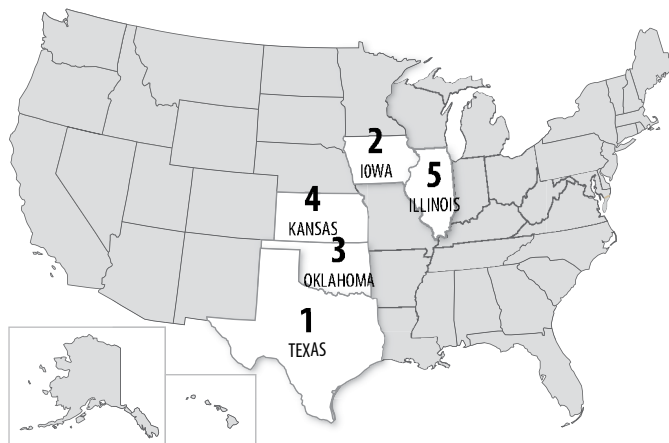 2
IOWA
5
ILLINOIS
4
KANSAS
3
OKLAHOMA
1
TEXAS